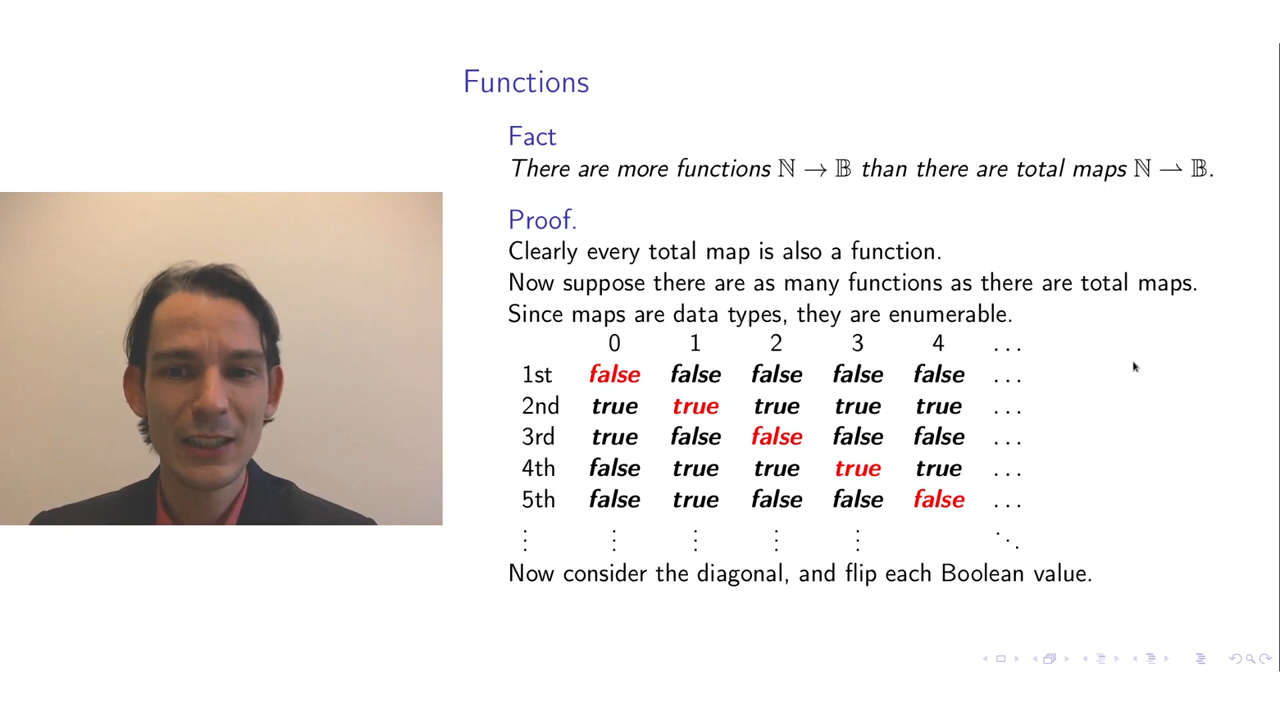 Functions
Fact
There are more functions ℕ → 𝔹 than there are total maps ℕ ⇀ 𝔹.
Proof.
Clearly every total map is also a function.
Now suppose there are as many functions as there are total maps.
Since maps are data types, they are enumerable.
0 1 2 3 4 ...
1st false false false false false ...
2nd true true true true true ...
3rd true false false false false ...
4th false true true true true ...
5th false true false false false ...
⋮ ⋮ ⋮ ⋮ ⋮ ⋱
Now consider the diagonal, and flip each Boolean value.